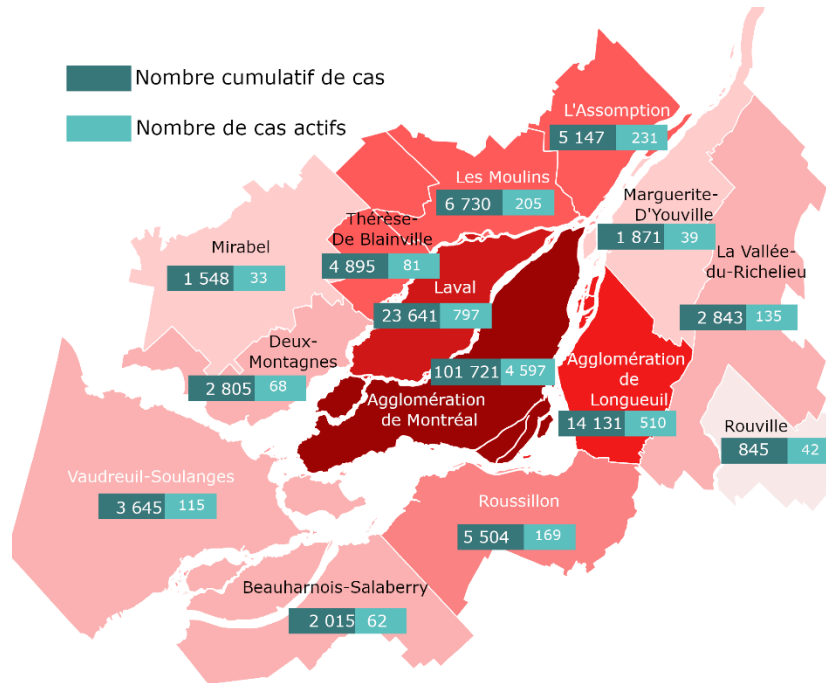 Nombre cumulatif de cas
Nombre de cas actifs
L'Assomption
5 147 231
Les Moulins
6 730 205
Marguerite-
D'Youville
1 871 39
Thérèse-
De Blainville
4 895 81
Mirabel
1 548 33
La Vallée-
du-Richelieu
2 843 135
Laval
23 641 797
Deux-
Montagnes
2 805 68
101 721 4 597
Agglomération
de Montréal
Agglomération
de
Longueuil
14 131 510
Rouville
845 42
Vaudreuil-Soulanges
3 645 115
Roussillon
5 504 169
Beauharnois-Salaberry
2 015 62